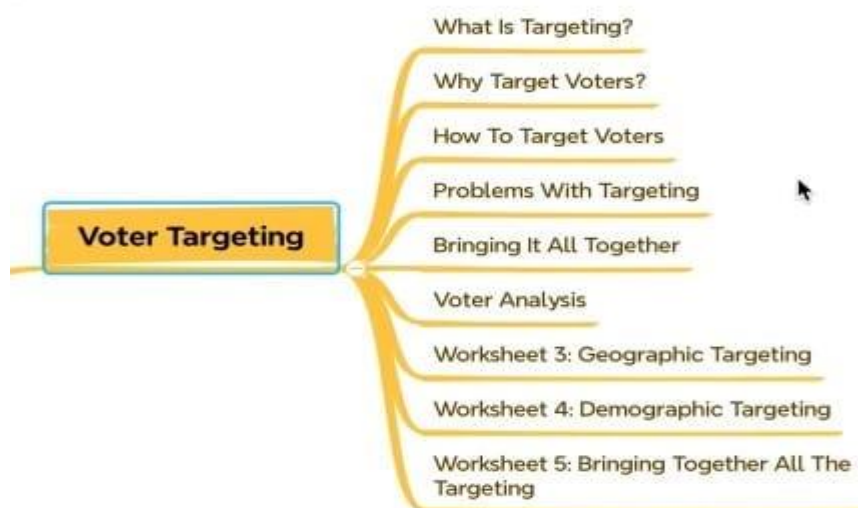 Voter Targeting
What Is Targeting?
Why Target Voters?
How To Target Voters
Problems With Targeting
Bringing It All Together
Voter Analysis
Worksheet 3: Geographic Targeting
Worksheet 4: Demographic Targeting
Worksheet 5: Bringing Together All The
Targeting